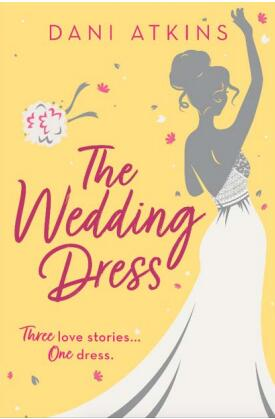 DANI ATKINS
The
Wedding
Dress
Three love stories...
One dress.